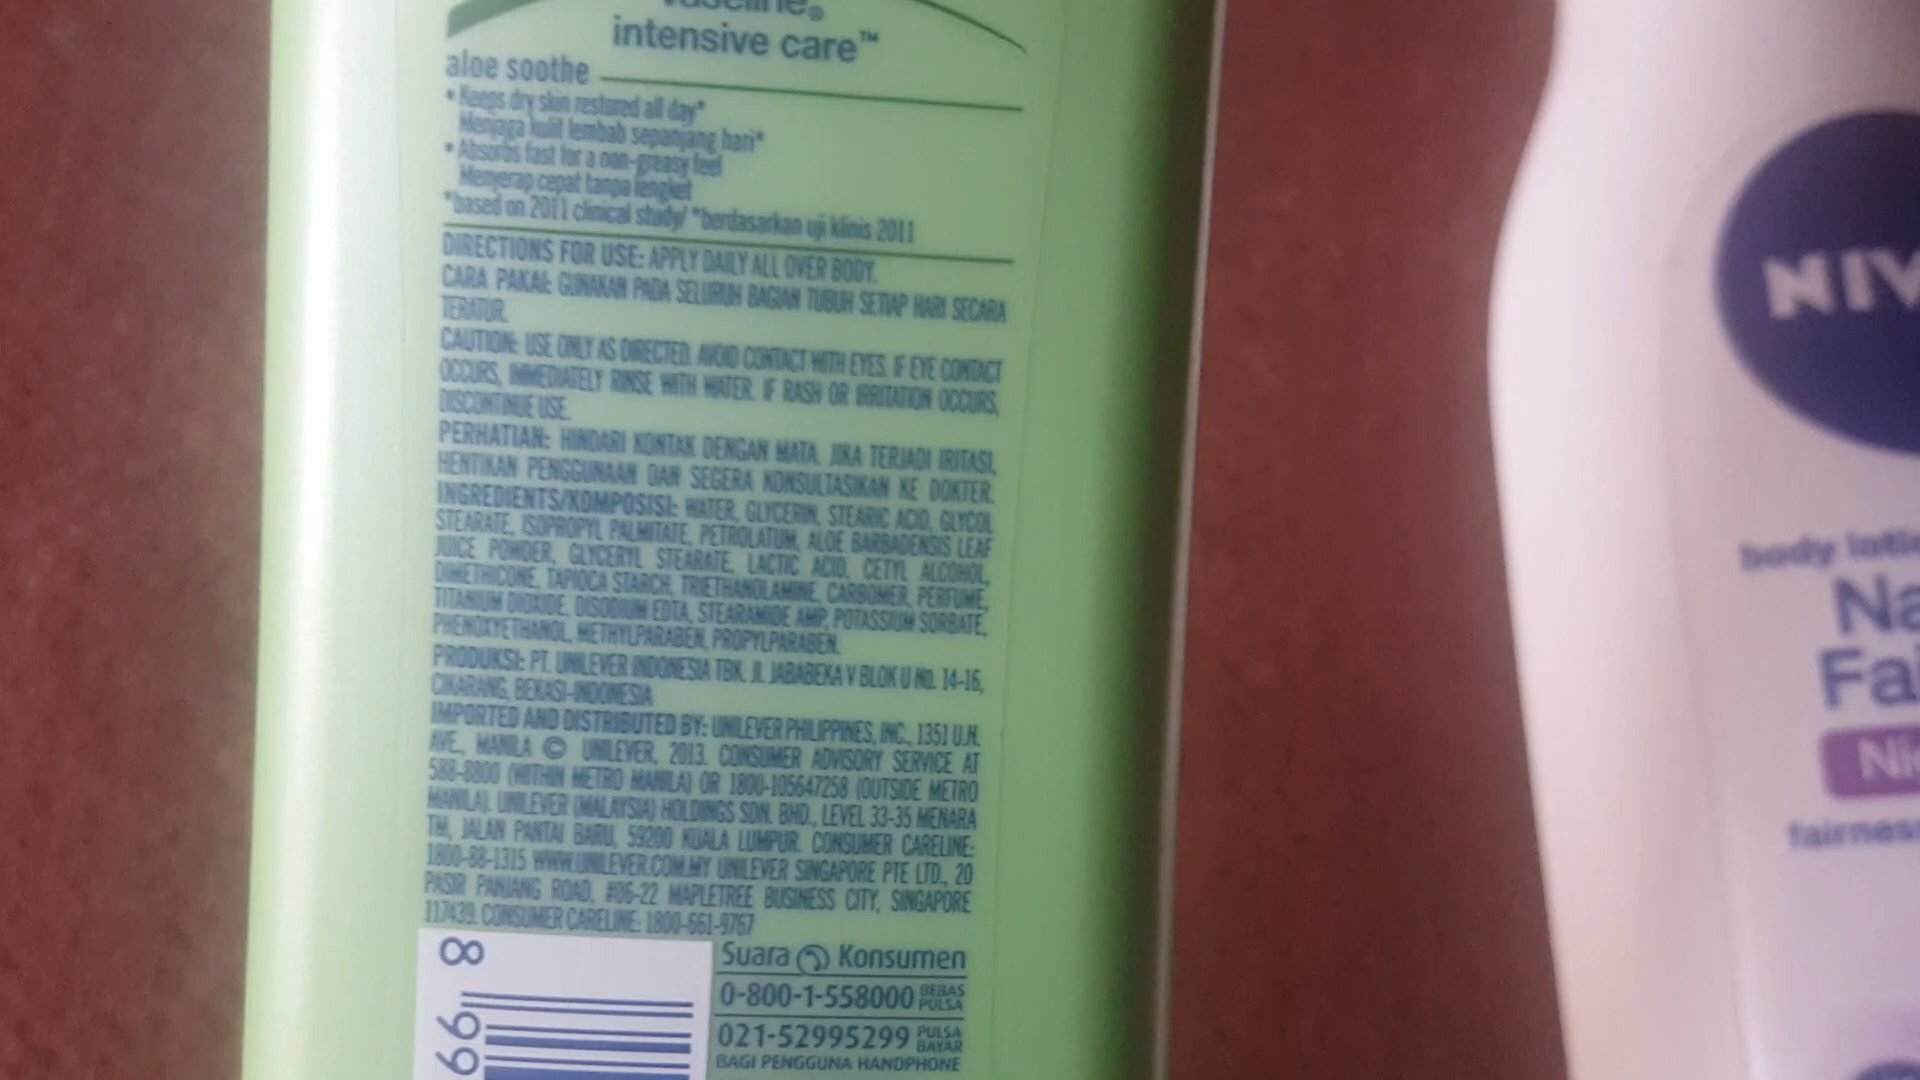 Vaseline®
intensive care™
aloe soothe
• Keeps dry skin restored all day*
Menjaga kulit lembab sepanjang hari*
• Absorbs fast for a non-greasy feel
Menyerap cepat tanpa lengket
*based on 2011 clinical study/ *berdasarkan uji klinis 2011
DIRECTIONS FOR USE: APPLY DAILY ALL OVER BODY.
CARA PAKAI: GUNAKAN PADA SELURUH BAGIAN TUBUH SETIAP HARI SECARA
TERATUR.
CAUTION: USE ONLY AS DIRECTED. AVOID CONTACT WITH EYES. IF EYE CONTACT
OCCURS, IMMEDIATELY RINSE WITH WATER. IF RASH OR IRRITATION OCCURS,
DISCONTINUE USE.
PERHATIAN: HINDARI KONTAK DENGAN MATA. JIKA TERJADI IRITASI,
HENTIKAN PENGGUNAAN DAN SEGERA KONSULTASIKAN KE DOKTER.
INGREDIENTS/KOMPOSISI: WATER, GLYCERIN, STEARIC ACID, GLYCOL
STEARATE, ISOPROPYL PALMITATE, PETROLATUM, ALOE BARBADENSIS LEAF
JUICE POWDER, GLYCERYL STEARATE, LACTIC ACID, CETYL ALCOHOL,
DIMETHICONE, TAPIOCA STARCH, TRIETHANOLAMINE, CARBOMER, PERFUME,
TITANIUM DIOXIDE, DISODIUM EDTA, STEARAMIDE AMP, POTASSIUM SORBATE,
PHENOXYETHANOL, METHYLPARABEN, PROPYLPARABEN.
PRODUKSI: PT. UNILEVER INDONESIA TBK. Jl. JABABEKA V BLOK U No. 14-16,
CIKARANG, BEKASI-INDONESIA
IMPORTED AND DISTRIBUTED BY: UNILEVER PHILIPPINES, INC., 1351 U.N.
AVE., MANILA © UNILEVER, 2013. CONSUMER ADVISORY SERVICE AT
588-8800 (WITHIN METRO MANILA) OR 1800-105647258 (OUTSIDE METRO
MANILA). UNILEVER (MALAYSIA) HOLDINGS SDN. BHD., LEVEL 33-35 MENARA
TM, JALAN PANTAI BARU, 59200 KUALA LUMPUR. CONSUMER CARELINE:
1800-88-1315 WWW.UNILEVER.COM.MY UNILEVER SINGAPORE PTE LTD., 20
PASIR PANJANG ROAD, #06-22 MAPLETREE BUSINESS CITY, SINGAPORE
117439. CONSUMER CARELINE: 1800-661-9767
Suara Konsumen
0-800-1-558000 BEBAS PULSA
021-52995299 PULSA BAYAR
BAGI PENGGUNA HANDPHONE
8 99
NIV
body loti
Na
Fai
Ni
fairness